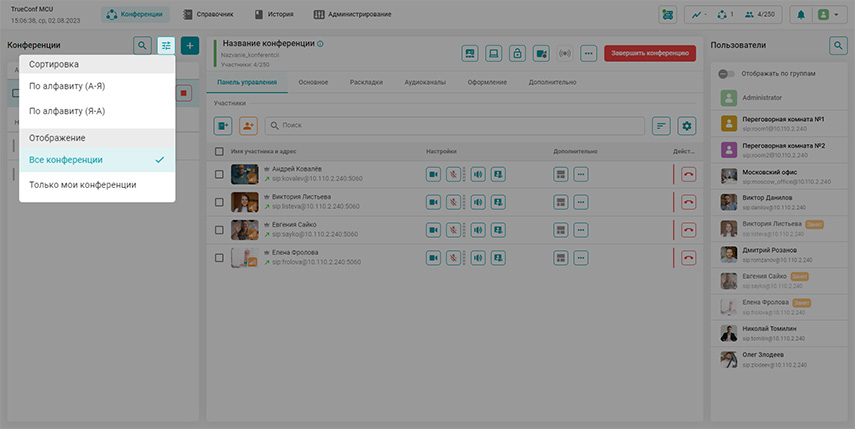 TrueConf MCU
15:06:38, ср, 02.08.2023
Конференции
Справочник
История
Администрирование
1
4/250
Конференции
Сортировка
По алфавиту (А-Я)
По алфавиту (Я-А)
Отображение
Все конференции
Только мои конференции
Название конференции
Nazvanie_konferentcii
Участники: 4/250
Завершить конференцию
Панель управления
Основное
Раскладки
Аудиоканалы
Оформление
Дополнительно
Участники
Поиск
Имя участника и адрес
Настройки
Дополнительно
Дейст...
Андрей Ковалёв
sip:kovalev@10.110.2.240:5060
Виктория Листьева
sip:listeva@10.110.2.240:5060
Евгения Сайко
sip:sayko@10.110.2.240:5060
Елена Фролова
sip:frolova@10.110.2.240:5060
Пользователи
Отображать по группам
Administrator
Переговорная комната №1
sip:room1@10.110.2.240
Переговорная комната №2
sip:room2@10.110.2.240
Московский офис
sip:moscow_office@10.110.2.240
Виктор Данилов
sip:danilov@10.110.2.240
Виктория Листьева Занят
sip:listeva@10.110.2.240
Дмитрий Розанов
sip:romzanov@10.110.2.240
Евгения Сайко Занят
sip:sayko@10.110.2.240
Елена Фролова Занят
sip:frolova@10.110.2.240
Николай Томилин
sip:tomilin@10.110.2.240
Олег Злодеев
sip:zlodeev@10.110.2.240